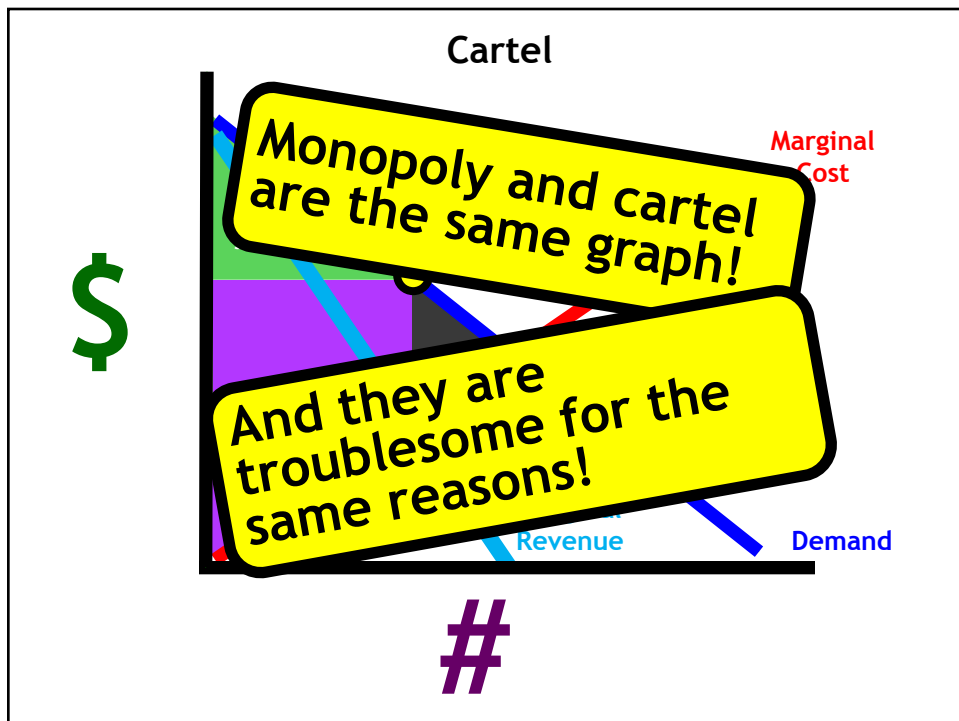 Cartel
Monopoly and cartel
are the same graph!
Marginal
Cost
$
And they are
troublesome for the
same reasons!
Revenue
Demand
#